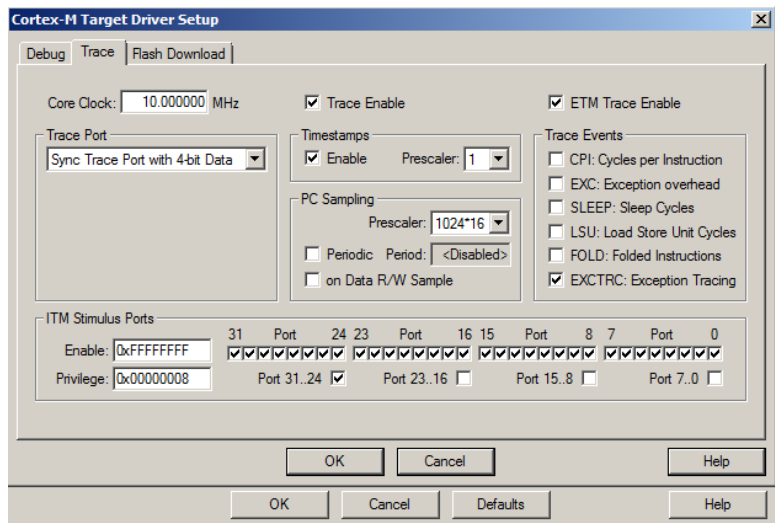 Cortex-M Target Driver Setup
Debug Trace Flash Download
Core Clock: 10.000000 MHz Trace Enable ETM Trace Enable
Trace Port Timestamps Trace Events
Sync Trace Port with 4-bit Data Enable Prescaler: 1 CPI: Cycles per Instruction
EXC: Exception overhead
PC Sampling SLEEP: Sleep Cycles
Prescaler: 1024*16 LSU: Load Store Unit Cycles
Periodic Period: <Disabled> FOLD: Folded Instructions
on Data R/W Sample EXCTRC: Exception Tracing
ITM Stimulus Ports
31 Port 24 23 Port 16 15 Port 8 7 Port 0
Enable: 0xFFFFFFFF
Privilege: 0x00000008 Port 31..24 Port 23..16 Port 15..8 Port 7..0
OK Cancel Help
OK Cancel Defaults Help